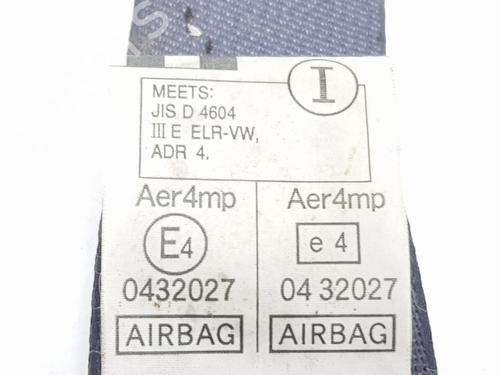 I
MEETS:
JIS D 4604
III E ELR-VW,
ADR 4.
Aer4mp Aer4mp
E4 e 4
0432027 04 32027
AIRBAG AIRBAG